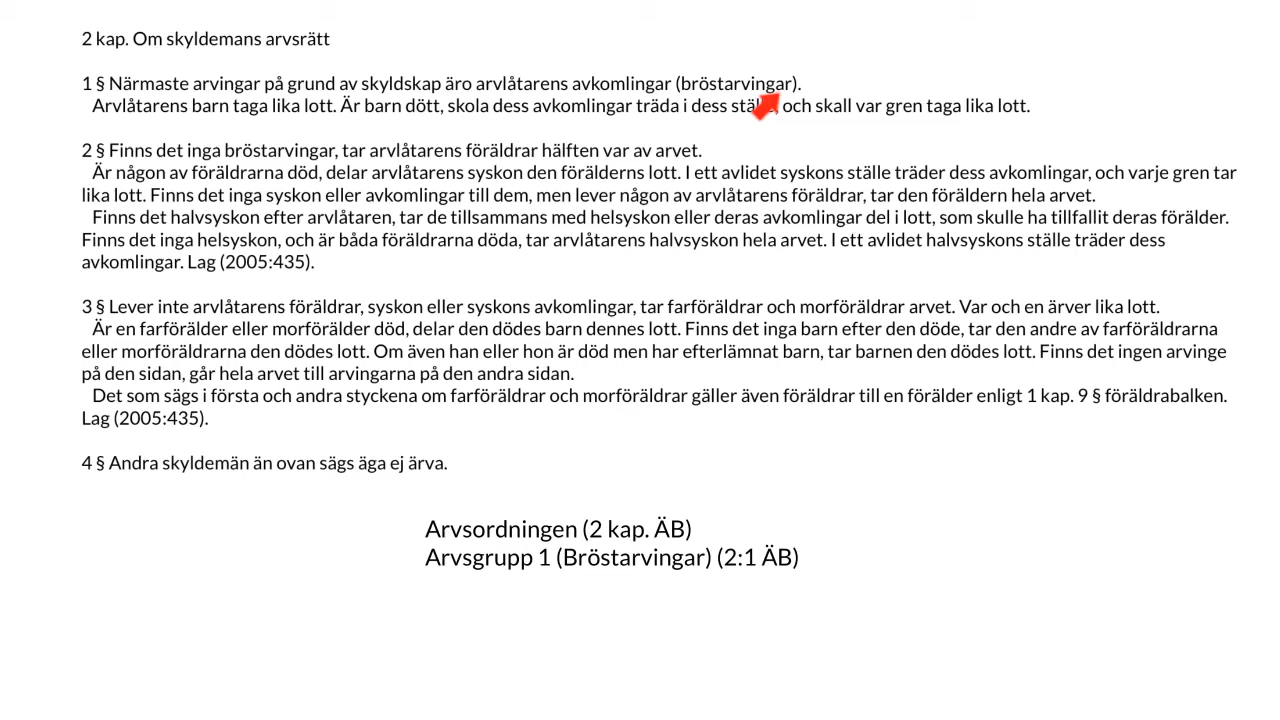 2 kap. Om skyldemans arvsrätt
1 § Närmaste arvingar på grund av skyldskap äro arvlåtarens avkomlingar (bröstarvingar).
Arvlåtarens barn taga lika lott. Är barn dött, skola dess avkomlingar träda i dess ställe, och skall var gren taga lika lott.
2 § Finns det inga bröstarvingar, tar arvlåtarens föräldrar hälften var av arvet.
Är någon av föräldrarna död, delar arvlåtarens syskon den förälderns lott. I ett avlidet syskons ställe träder dess avkomlingar, och varje gren tar
lika lott. Finns det inga syskon eller avkomlingar till dem, men lever någon av arvlåtarens föräldrar, tar den föräldern hela arvet.
Finns det halvsyskon efter arvlåtaren, tar de tillsammans med helsyskon eller deras avkomlingar del i lott, som skulle ha tillfallit deras förälder.
Finns det inga helsyskon, och är båda föräldrarna döda, tar arvlåtarens halvsyskon hela arvet. I ett avlidet halvsyskons ställe träder dess
avkomlingar. Lag (2005:435).
3 § Lever inte arvlåtarens föräldrar, syskon eller syskons avkomlingar, tar farföräldrar och morföräldrar arvet. Var och en ärver lika lott.
Är en farförälder eller morförälder död, delar den dödes barn dennes lott. Finns det inga barn efter den döde, tar den andre av farföräldrarna
eller morföräldrarna den dödes lott. Om även han eller hon är död men har efterlämnat barn, tar barnen den dödes lott. Finns det ingen arvinge
på den sidan, går hela arvet till arvingarna på den andra sidan.
Det som sägs i första och andra styckena om farföräldrar och morföräldrar gäller även föräldrar till en förälder enligt 1 kap. 9 § föräldrabalken.
Lag (2005:435).
4 § Andra skyldemän än ovan sägs äga ej ärva.
Arvsordningen (2 kap. ÄB)
Arvsgrupp 1 (Bröstarvingar) (2:1 ÄB)